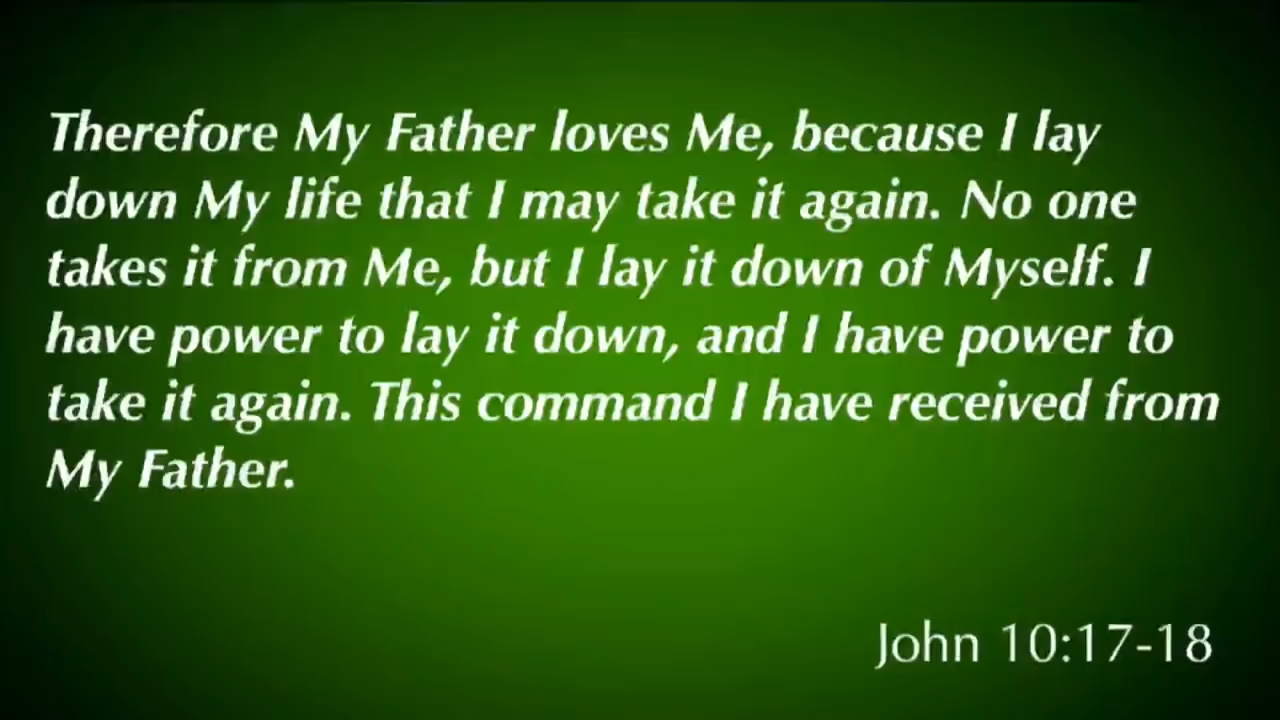 Therefore My Father loves Me, because I lay
down My life that I may take it again. No one
takes it from Me, but I lay it down of Myself. I
have power to lay it down, and I have power to
take it again. This command I have received from
My Father.
John 10:17-18